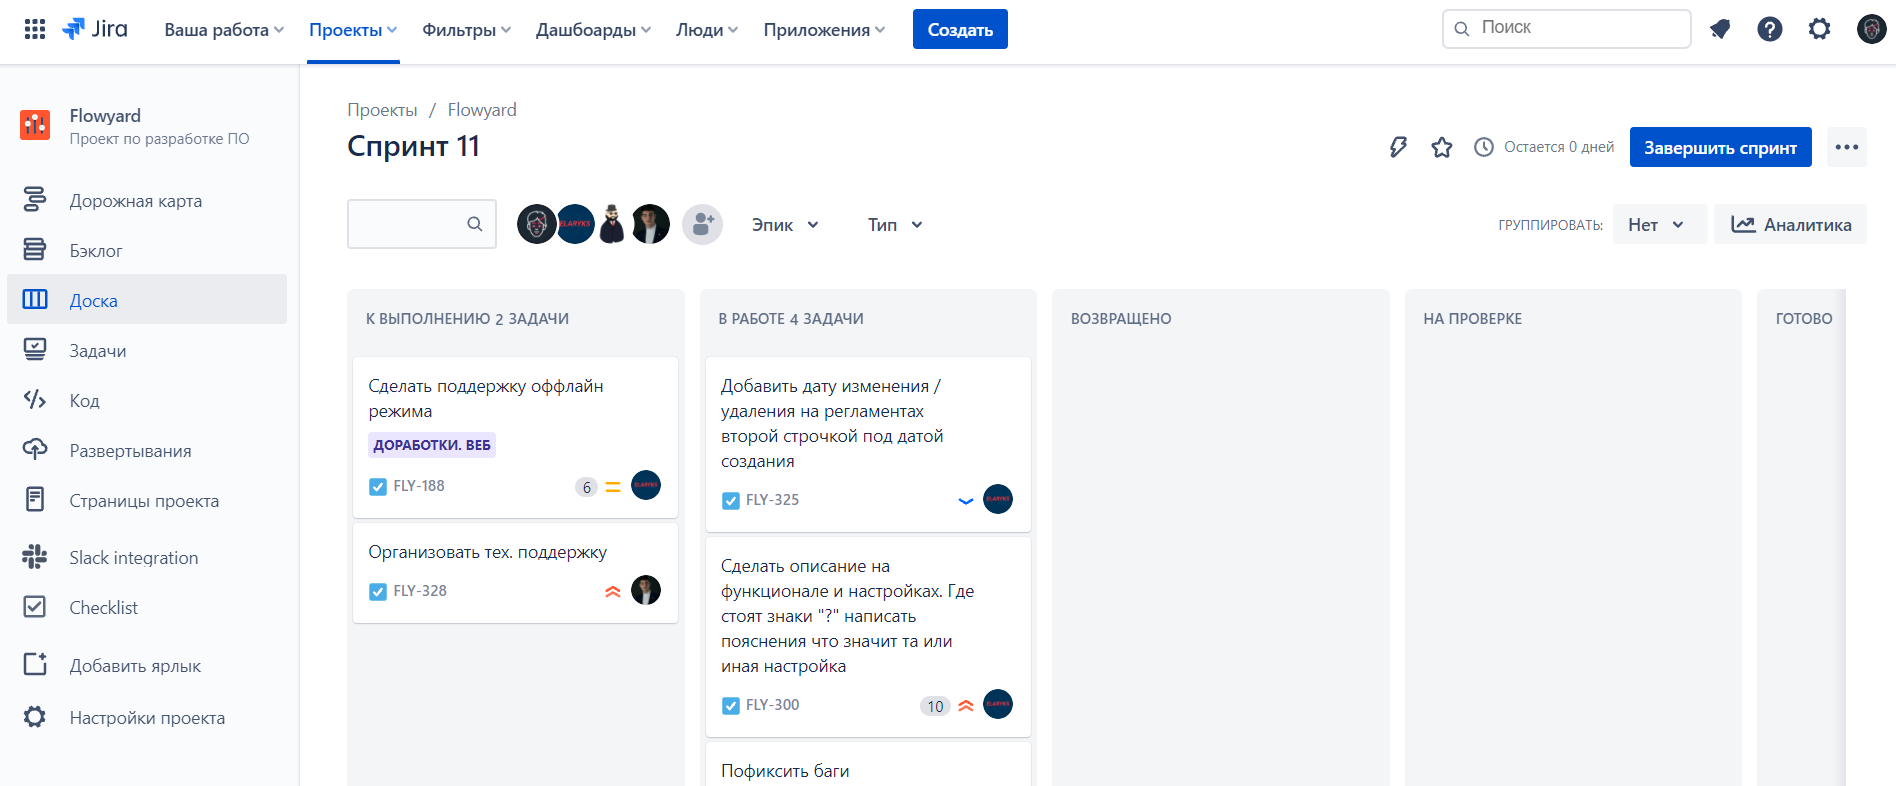 Jira
Ваша работа
Проекты
Фильтры
Дашбоарды
Люди
Приложения
Создать
Поиск
Flowyard
Проект по разработке ПО
Дорожная карта
Бэклог
Доска
Задачи
Код
Развертывания
Страницы проекта
Slack integration
Checklist
Добавить ярлык
Настройки проекта
Проекты / Flowyard
Спринт 11
Остается 0 дней
Завершить спринт
ELARYKS
Эпик
Тип
ГРУППИРОВАТЬ:
Нет
Аналитика
К ВЫПОЛНЕНИЮ 2 ЗАДАЧИ
Сделать поддержку оффлайн
режима
ДОРАБОТКИ. ВЕБ
FLY-188
6
ELARYKS
Организовать тех. поддержку
FLY-328
В РАБОТЕ 4 ЗАДАЧИ
Добавить дату изменения /
удаления на регламентах
второй строчкой под датой
создания
FLY-325
ELARYKS
Сделать описание на
функционале и настройках. Где
стоят знаки "?" написать
пояснения что значит та или
иная настройка
FLY-300
10
ELARYKS
Пофиксить баги
ВОЗВРАЩЕНО
НА ПРОВЕРКЕ
ГОТОВО